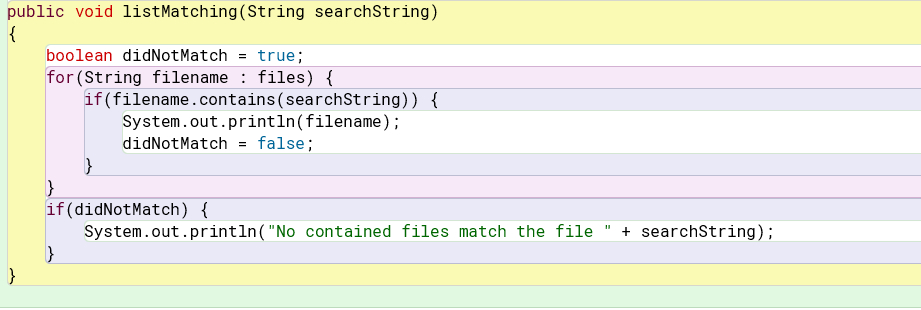 public void listMatching(String searchString)
{
    boolean didNotMatch = true;
    for(String filename : files) {
        if(filename.contains(searchString)) {
            System.out.println(filename);
            didNotMatch = false;
        }
    }
    if(didNotMatch) {
        System.out.println("No contained files match the file " + searchString);
    }
}